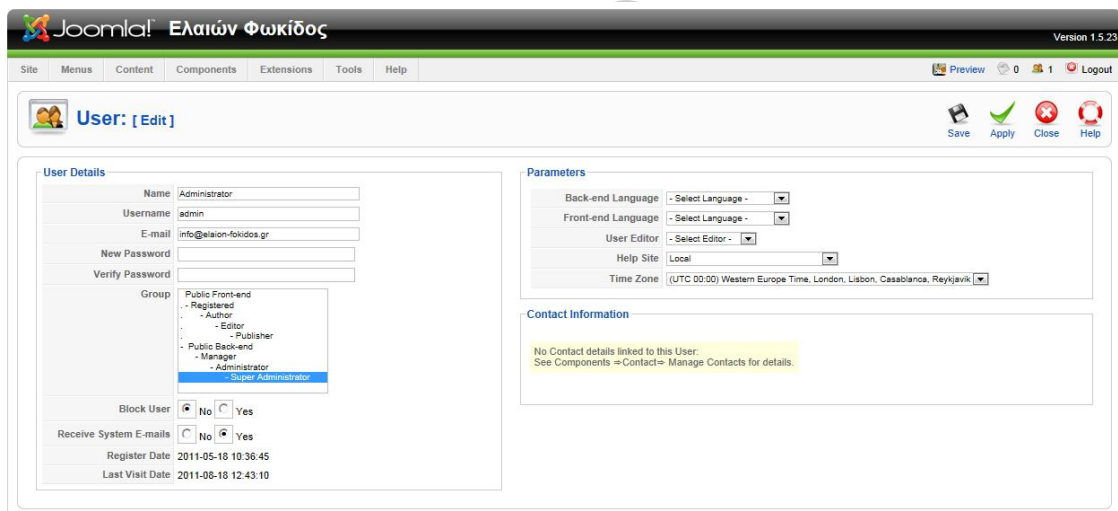 Joomla! Ελαιών Φωκίδος
Version 1.5.23
Site Menus Content Components Extensions Tools Help
Preview 0 1 Logout
User: [ Edit ]
Save Apply Close Help
User Details
Name Administrator
Username admin
E-mail info@elaion-fokidos.gr
New Password
Verify Password
Group Public Front-end
. - Registered
. - Author
. - Editor
. - Publisher
- Public Back-end
. - Manager
. - Administrator
. - Super Administrator
Block User No Yes
Receive System E-mails No Yes
Register Date 2011-05-18 10:36:45
Last Visit Date 2011-08-18 12:43:10
Parameters
Back-end Language - Select Language -
Front-end Language - Select Language -
User Editor - Select Editor -
Help Site Local
Time Zone (UTC 00:00) Western Europe Time, London, Lisbon, Casablanca, Reykjavik
Contact Information
No Contact details linked to this User:
See Components ⇒Contact⇒ Manage Contacts for details.